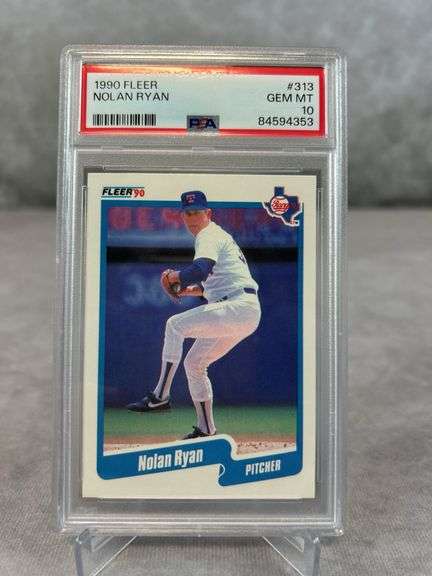 1990 FLEER #313
NOLAN RYAN GEM MT
10
84594353
PSA
FLEER '90
Nolan Ryan
PITCHER